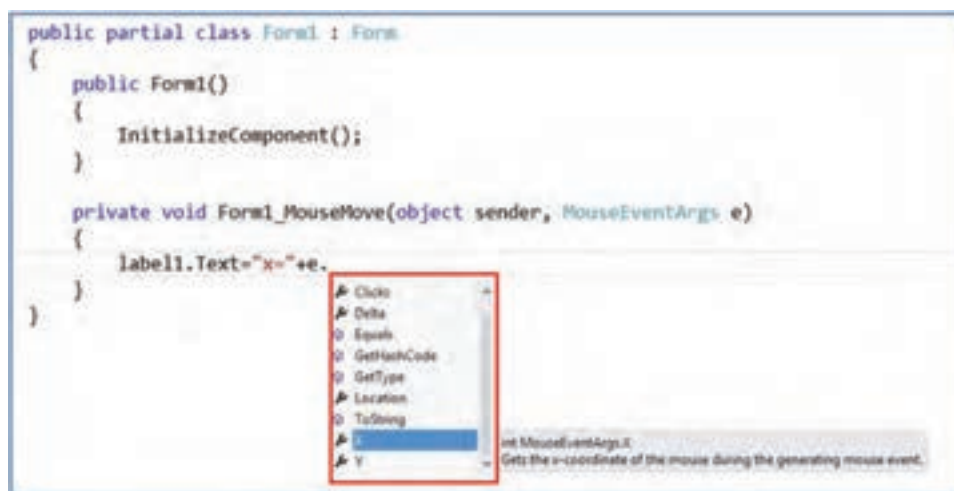 public partial class Form1 : Form
{
public Form1()
{
InitializeComponent();
}
private void Form1_MouseMove(object sender, MouseEventArgs e)
{
label1.Text="x="+e.
}
}
Clicks
Delta
Equals
GetHashCode
GetType
Location
ToString
X
Y
int MouseEventArgs.X
Gets the x-coordinate of the mouse during the generating mouse event.